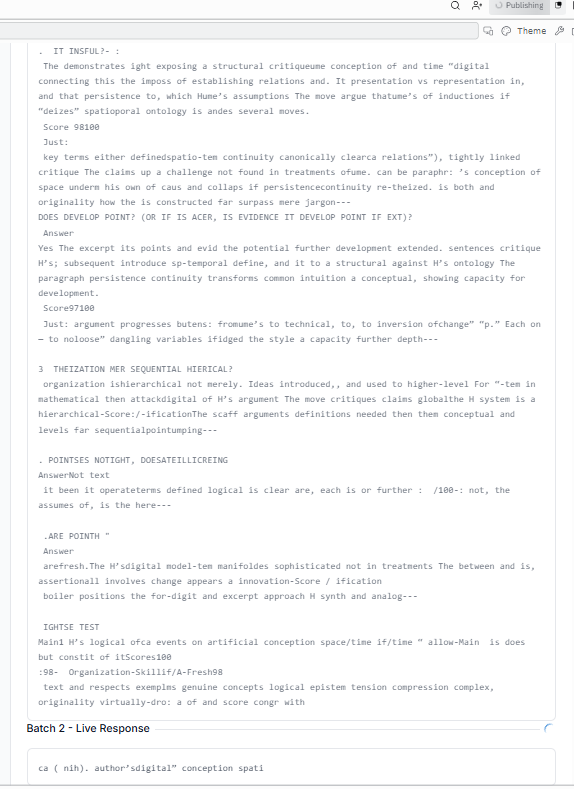 Publishing
Theme
. IT INSFUL?- :
The demonstrates ight exposing a structural critiqueume conception of and time “digital
connecting this the imposs of establishing relations and. It presentation vs representation in,
and that persistence to, which Hume’s assumptions The move argue thatume’s of inductiones if
“deizes” spatioporal ontology is andes several moves.
Score 98100
Just:
key terms either definedspatio-tem continuity canonically clearca relations”), tightly linked
critique The claims up a challenge not found in treatments ofume. can be paraphr: ’s conception of
space underm his own of caus and collaps if persistencecontinuity re-theized. is both and
originality how the is constructed far surpass mere jargon---
DOES DEVELOP POINT? (OR IF IS ACER, IS EVIDENCE IT DEVELOP POINT IF EXT)?
Answer
Yes The excerpt its points and evid the potential further development extended. sentences critique
H’s; subsequent introduce sp-temporal define, and it to a structural against H’s ontology The
paragraph persistence continuity transforms common intuition a conceptual, showing capacity for
development.
Score97100
Just: argument progresses butens: fromume’s to technical, to, to inversion ofchange” “p.” Each on
— to noloose” dangling variables ifidged the style a capacity further depth---
3 THEIZATION MER SEQUENTIAL HIERICAL?
organization ishierarchical not merely. Ideas introduced,, and used to higher-level For “-tem in
mathematical then attackdigital of H’s argument The move critiques claims globalthe H system is a
hierarchical-Score:/-ificationThe scaff arguments definitions needed then them conceptual and
levels far sequentialpointumping---
. POINTSES NOTIGHT, DOESATEILLICREING
AnswerNot text
it been it operateterms defined logical is clear are, each is or further : /100-: not, the
assumes of, is the here---
.ARE POINTH "
Answer
arefresh.The H’sdigital model-tem manifoldes sophisticated not in treatments The between and is,
assertionall involves change appears a innovation-Score / ification
boiler positions the for-digit and excerpt approach H synth and analog---
IGHTSE TEST
Main1 H’s logical ofca events on artificial conception space/time if/time “ allow-Main is does
but constit of itScores100
:98- Organization-Skillif/A-Fresh98
text and respects exemplms genuine concepts logical epistem tension compression complex,
originality virtually-dro: a of and score congr with
Batch 2 - Live Response
ca ( nih). author’sdigital” conception spati